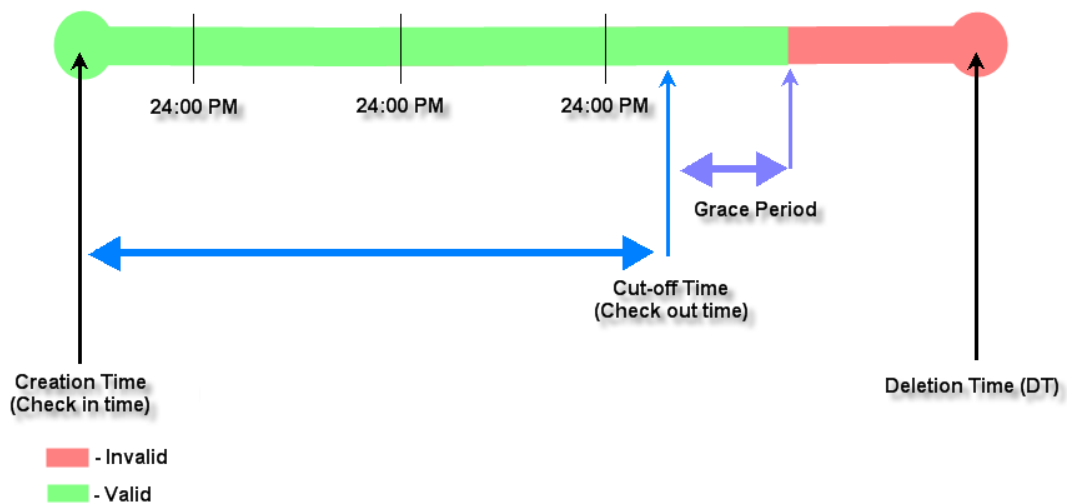 24:00 PM
24:00 PM
24:00 PM
Grace Period
Cut-off Time
(Check out time)
Creation Time
(Check in time)
Deletion Time (DT)
- Invalid
- Valid